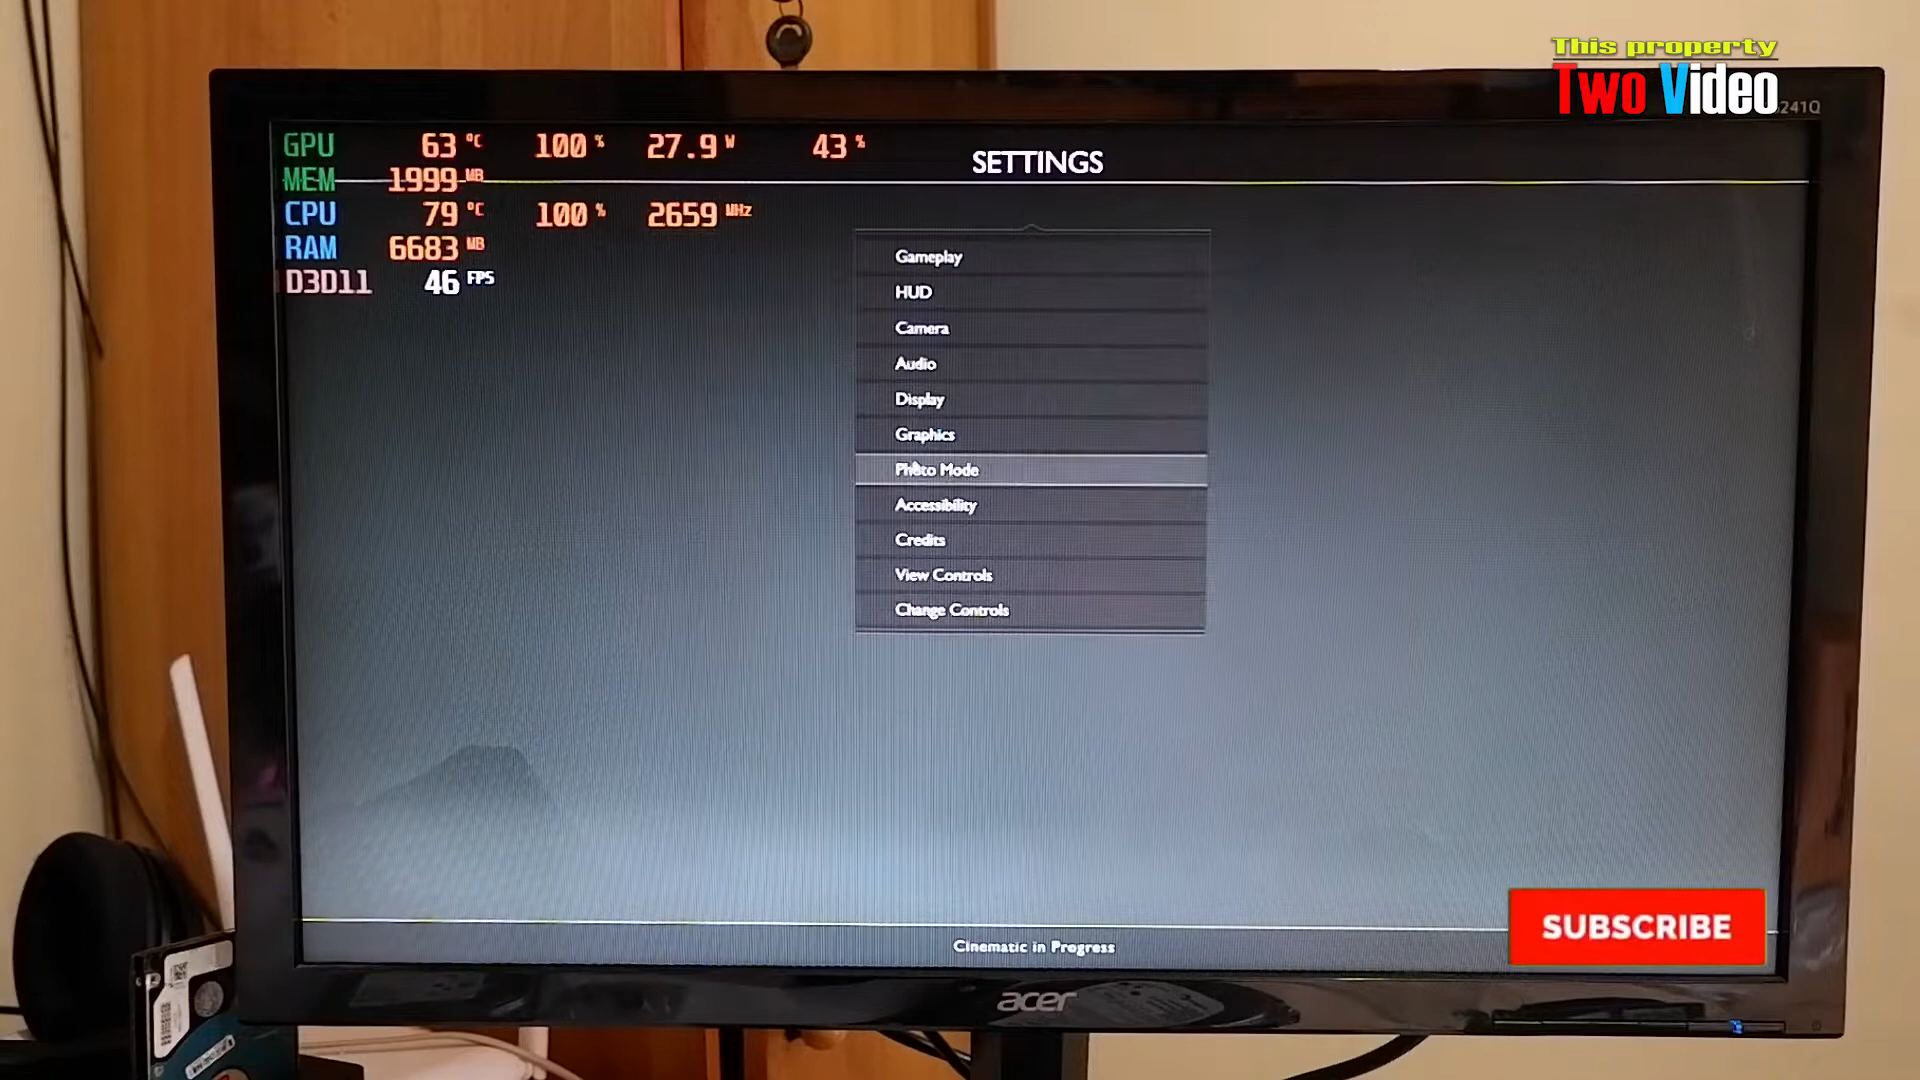 This property
Two Video
241Q
GPU 63 °C 100 % 27.9 W 43 %
MEM 1999 MB
CPU 79 °C 100 % 2659 MHz
RAM 6683 MB
D3D11 46 FPS
SETTINGS
Gameplay
HUD
Camera
Audio
Display
Graphics
Photo Mode
Accessibility
Credits
View Controls
Change Controls
Cinematic in Progress
SUBSCRIBE
acer